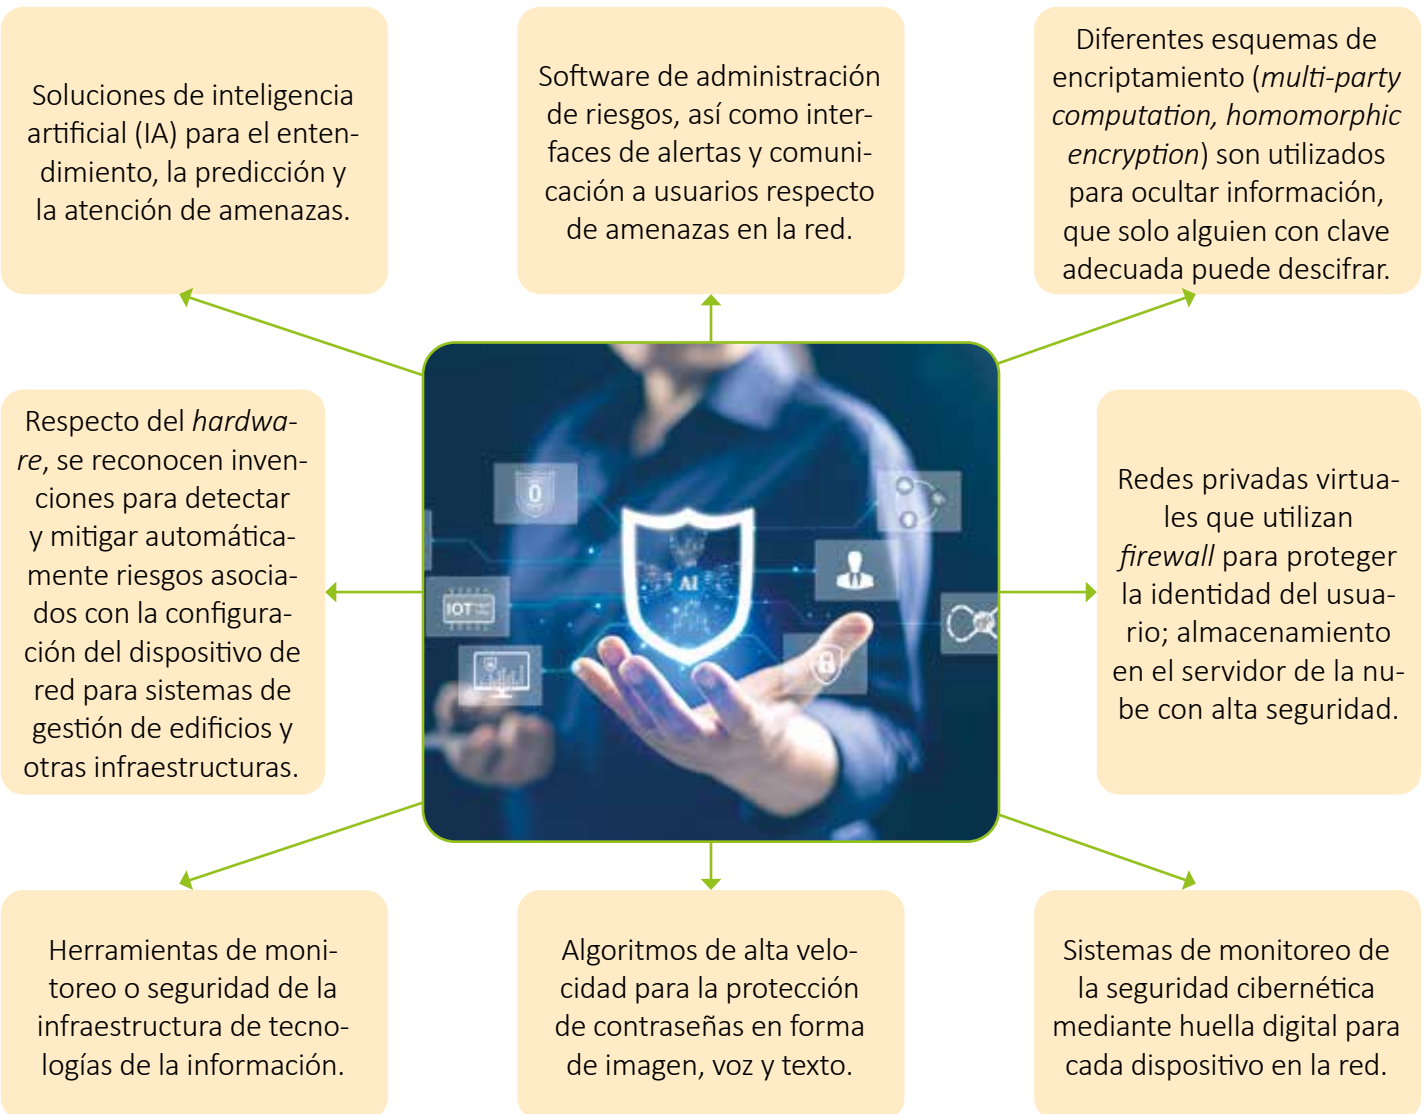 Soluciones de inteligencia
artificial (IA) para el enten-
dimiento, la predicción y
la atención de amenazas.
Software de administración
de riesgos, así como inter-
faces de alertas y comuni-
cación a usuarios respecto
de amenazas en la red.
Diferentes esquemas de
encriptamiento (multi-party
computation, homomorphic
encryption) son utilizados
para ocultar información,
que solo alguien con clave
adecuada puede descifrar.
Respecto del hardwa-
re, se reconocen inven-
ciones para detectar
y mitigar automática-
mente riesgos asocia-
dos con la configura-
ción del dispositivo de
red para sistemas de
gestión de edificios y
otras infraestructuras.
0
AI
IOT
Redes privadas virtua-
les que utilizan
firewall para proteger
la identidad del usua-
rio; almacenamiento
en el servidor de la nu-
be con alta seguridad.
Herramientas de moni-
toreo o seguridad de la
infraestructura de tecno-
logías de la información.
Algoritmos de alta velo-
cidad para la protección
de contraseñas en forma
de imagen, voz y texto.
Sistemas de monitoreo de
la seguridad cibernética
mediante huella digital para
cada dispositivo en la red.